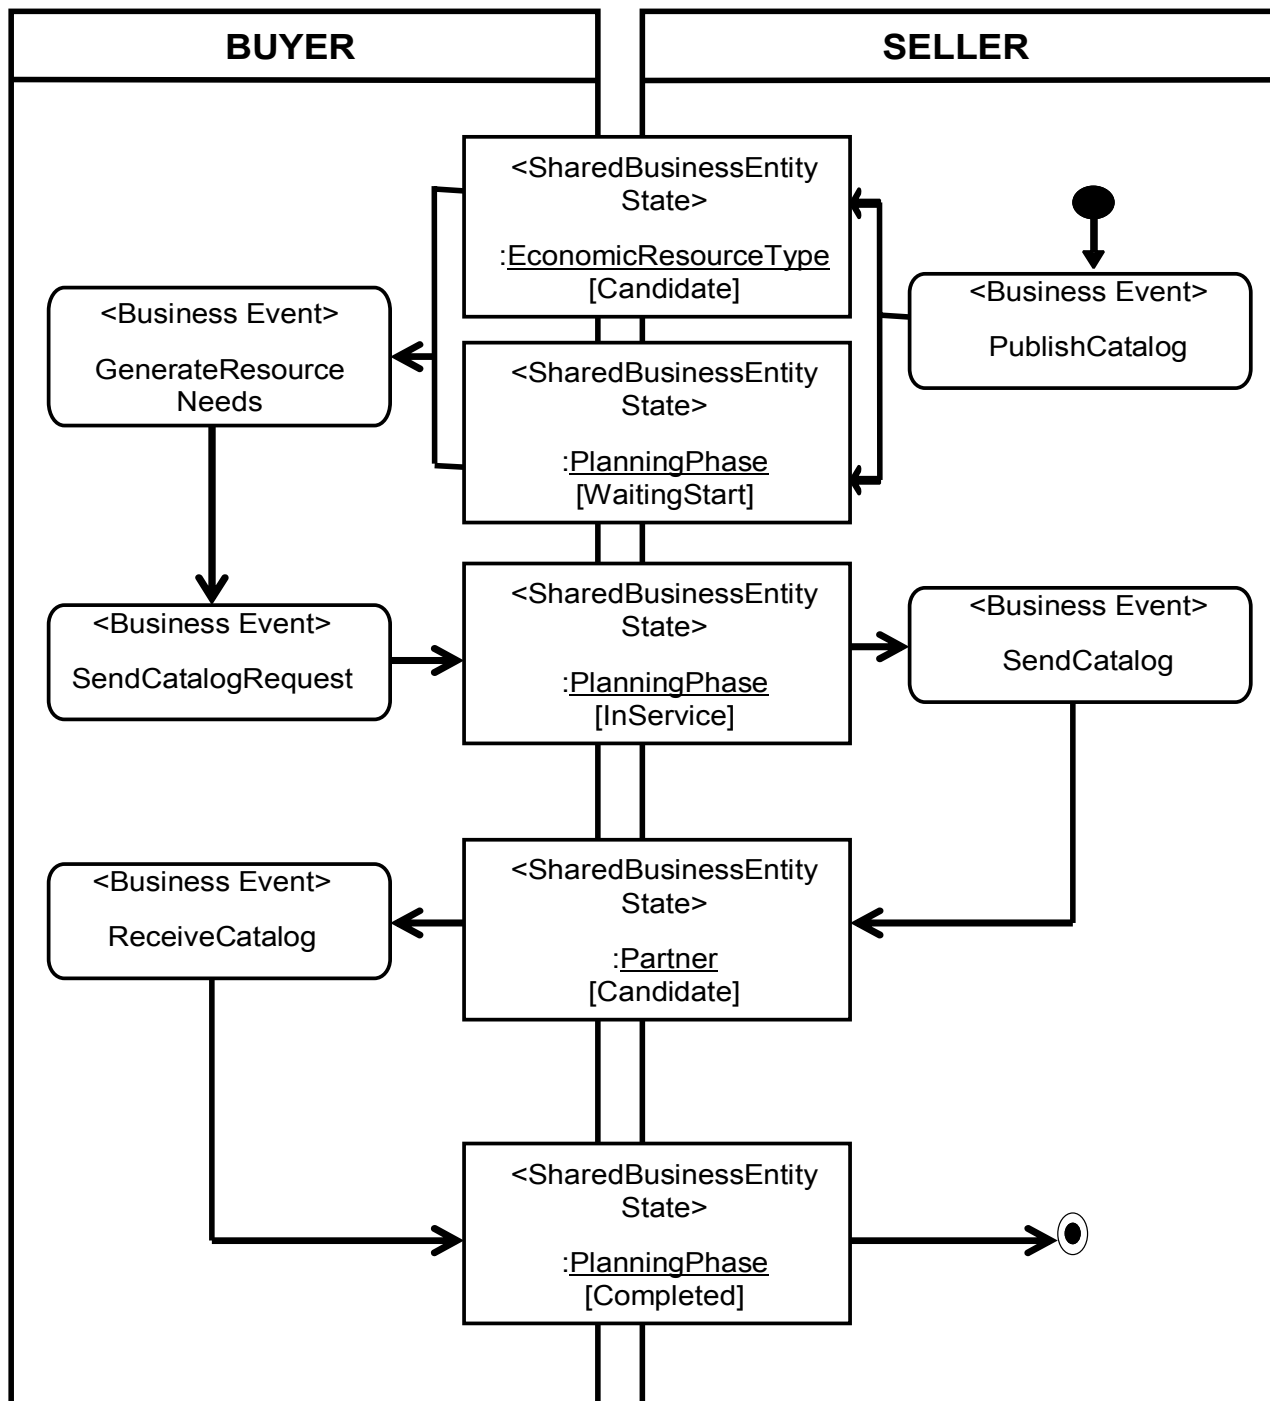 BUYER
SELLER
<SharedBusinessEntity
State>
:EconomicResourceType
[Candidate]
<Business Event>
PublishCatalog
<Business Event>
GenerateResource
Needs
<SharedBusinessEntity
State>
:PlanningPhase
[WaitingStart]
<Business Event>
SendCatalogRequest
<SharedBusinessEntity
State>
:PlanningPhase
[InService]
<Business Event>
SendCatalog
<Business Event>
ReceiveCatalog
<SharedBusinessEntity
State>
:Partner
[Candidate]
<SharedBusinessEntity
State>
:PlanningPhase
[Completed]